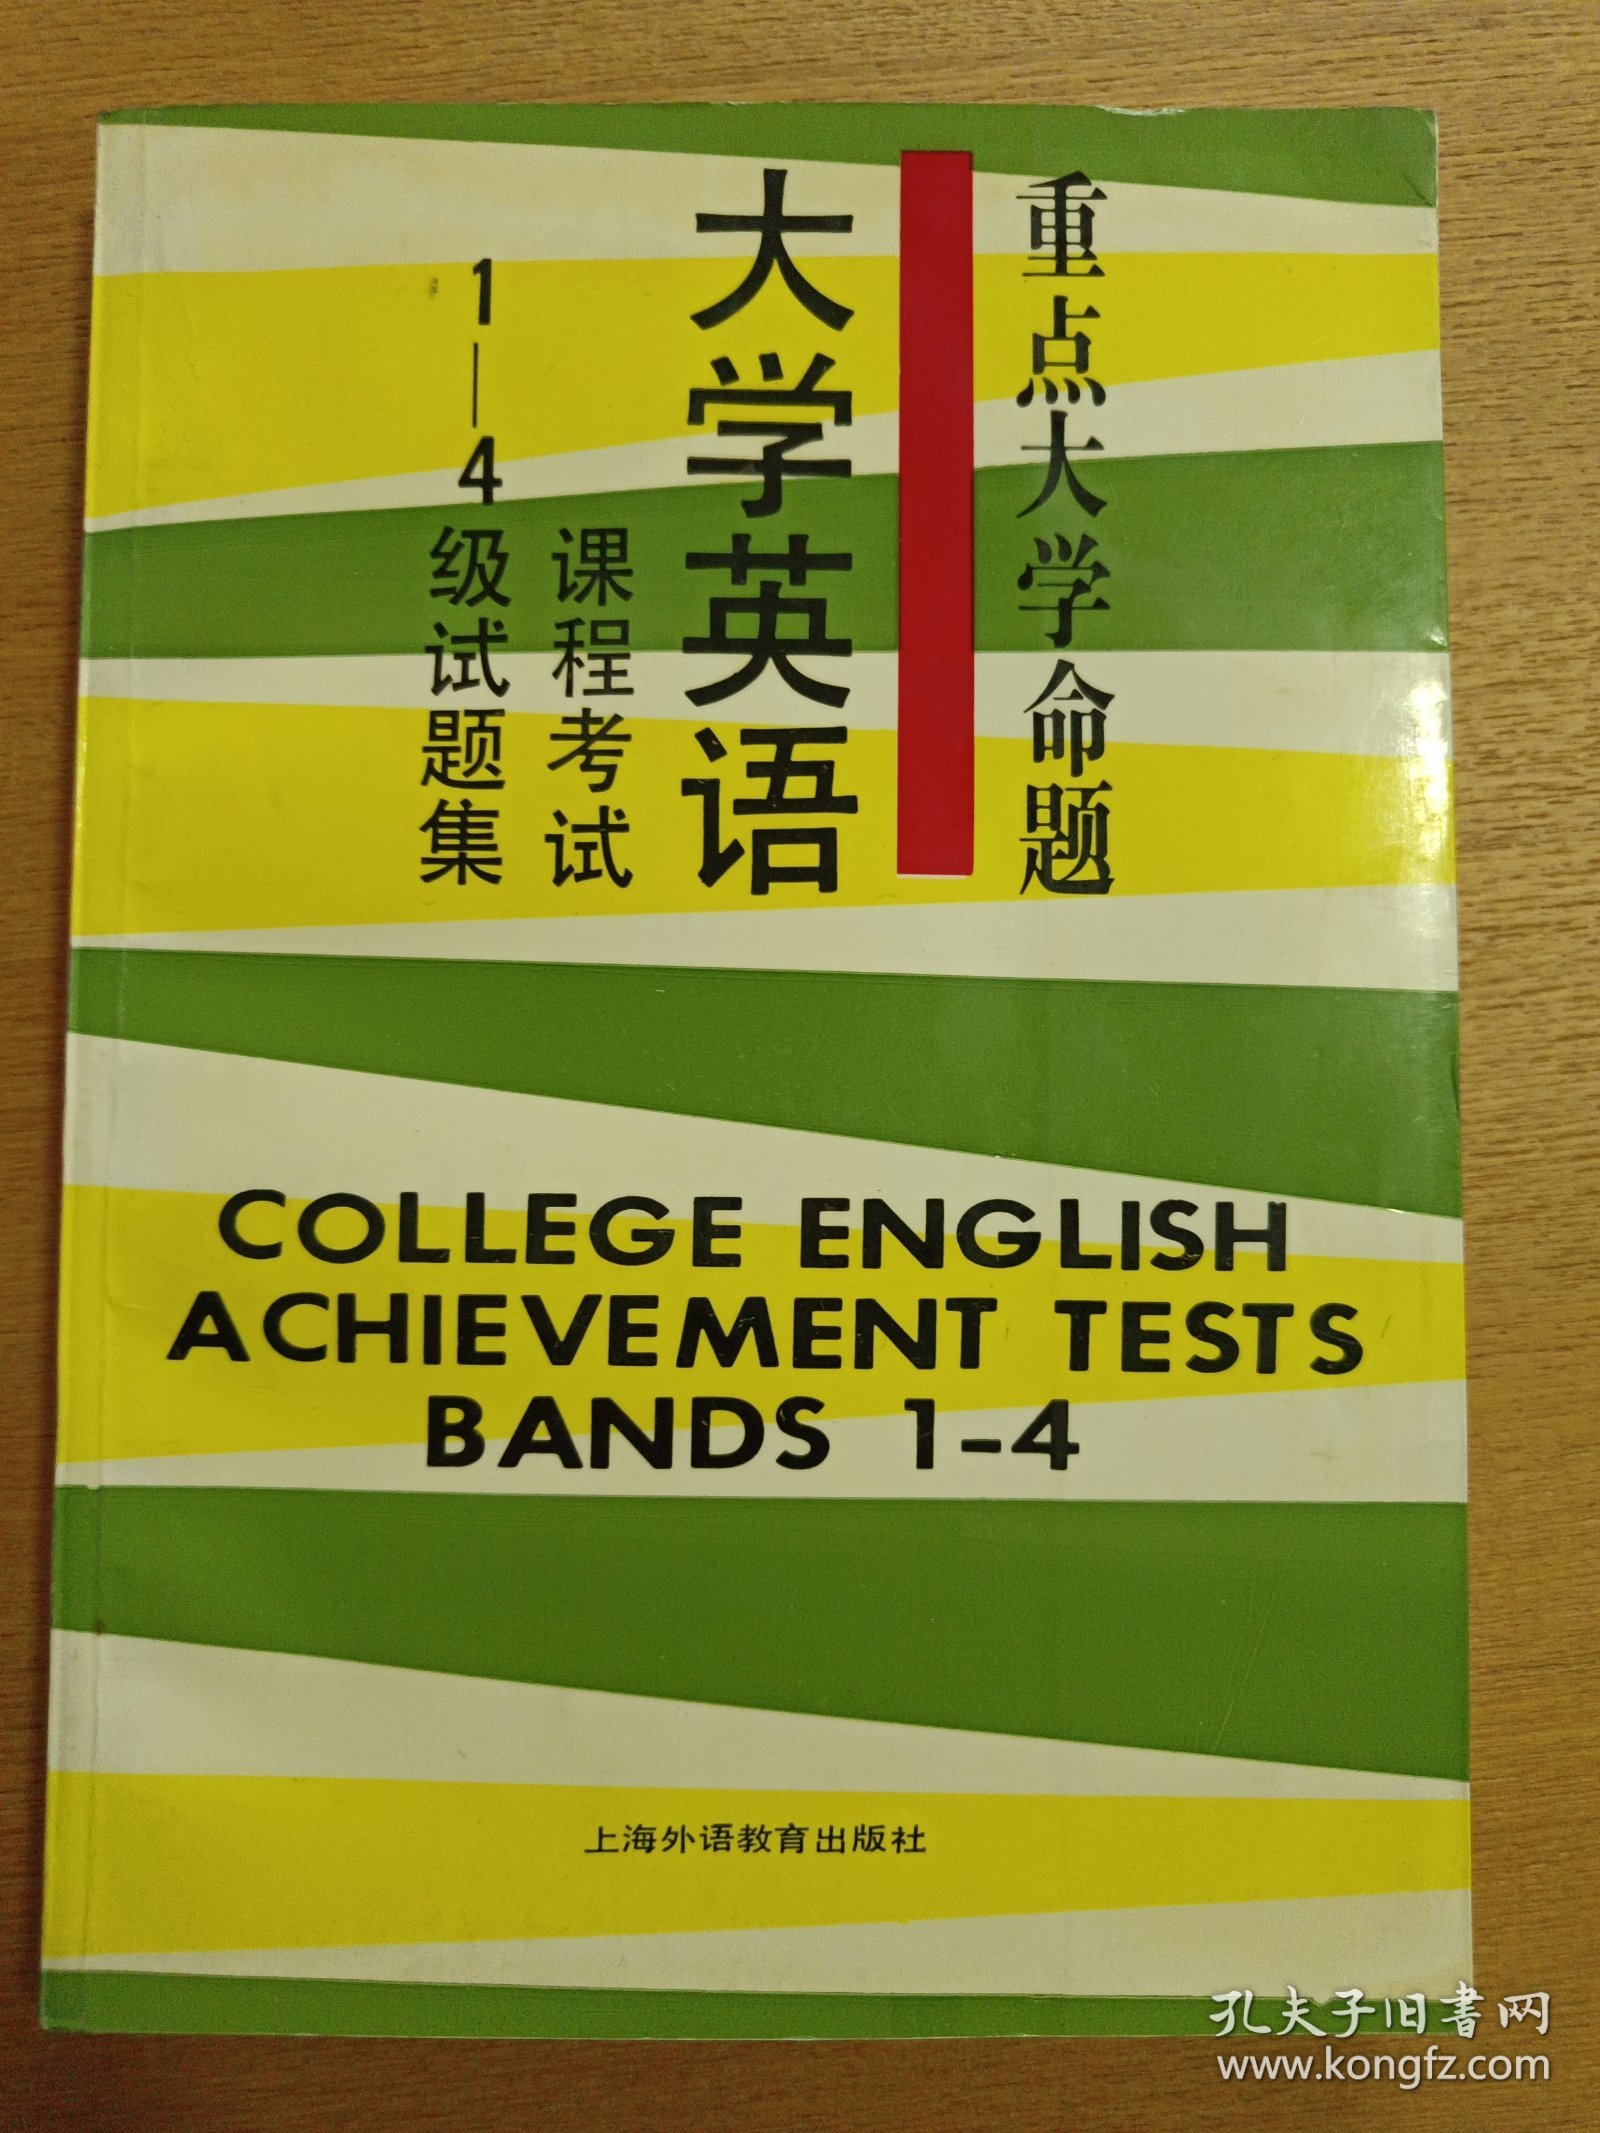 重点大学命题
大学英语
课程考试
1—4级试题集
COLLEGE ENGLISH
ACHIEVEMENT TESTS
BANDS 1-4
上海外语教育出版社
孔夫子旧书网
www.kongfz.com